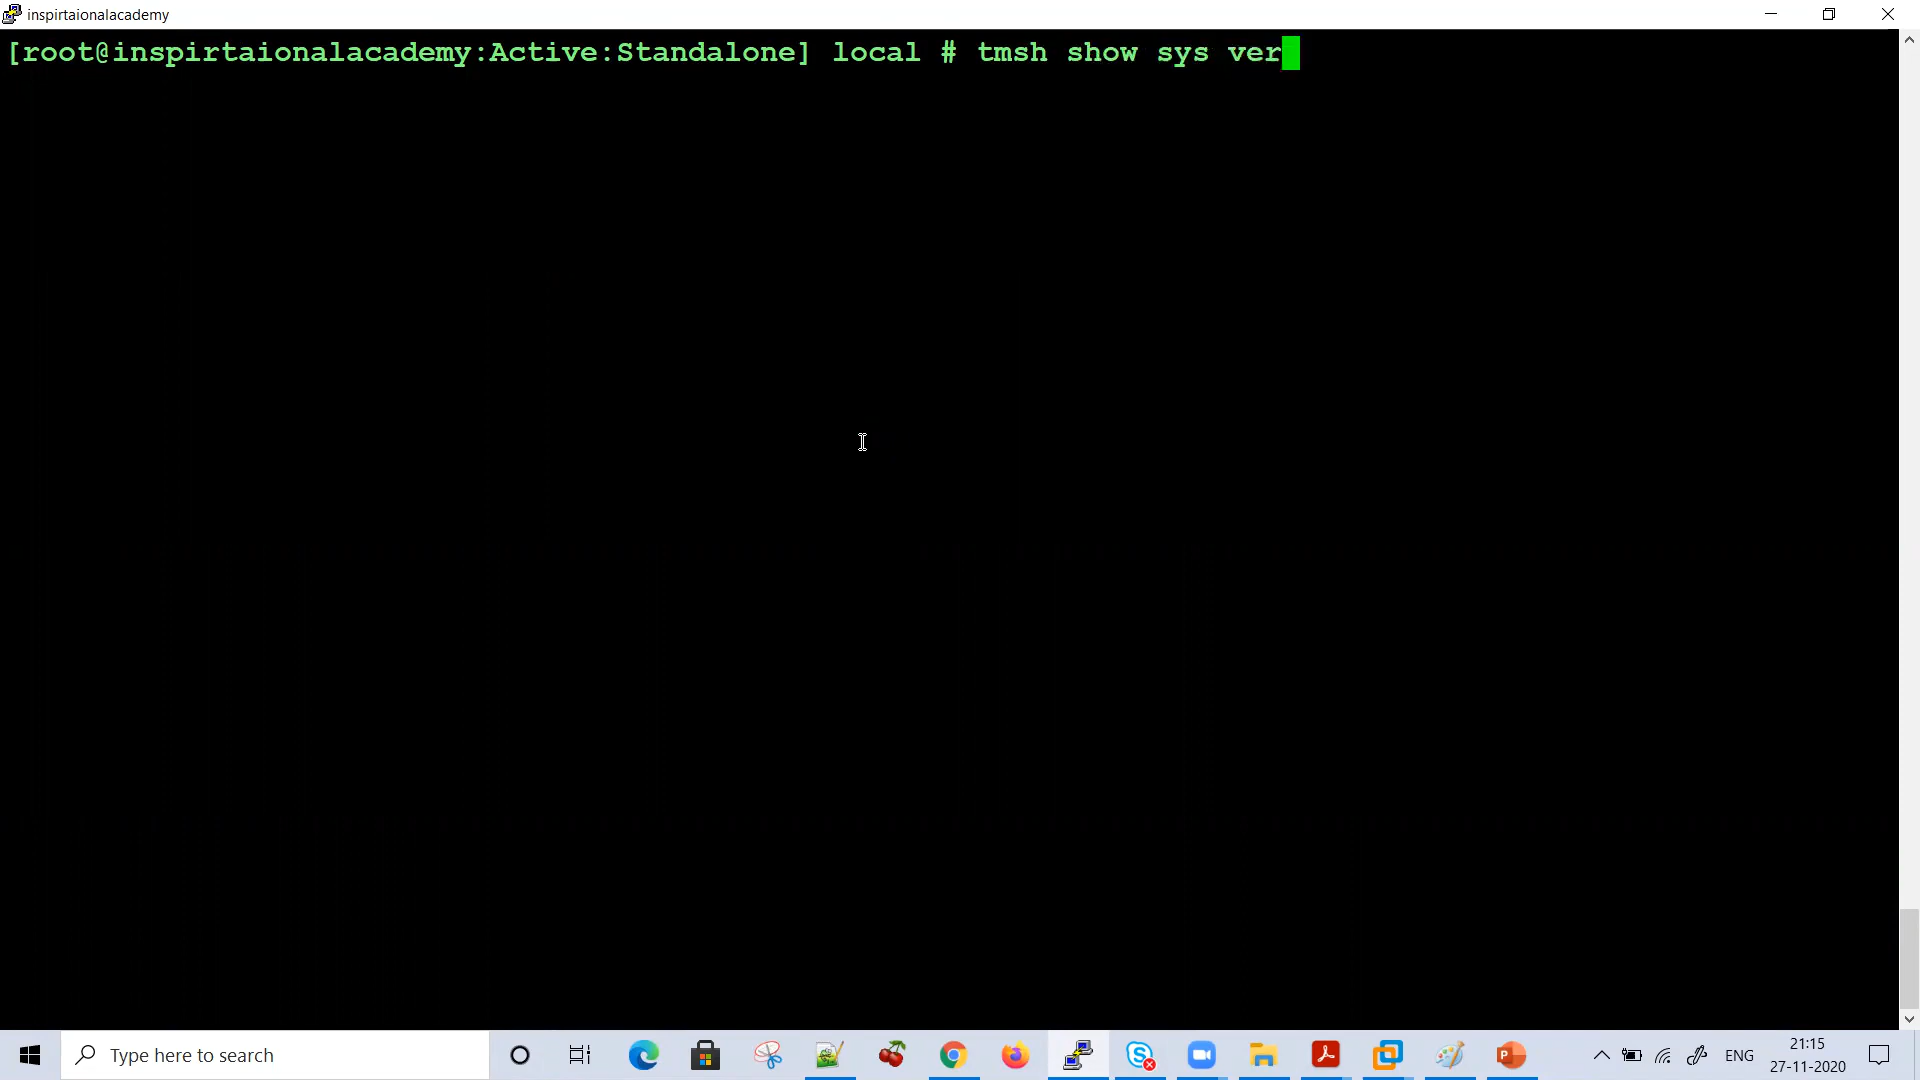 inspirtaionalacademy
[root@inspirtaionalacademy:Active:Standalone] local # tmsh show sys ver
Type here to search
ENG
21:15
27-11-2020